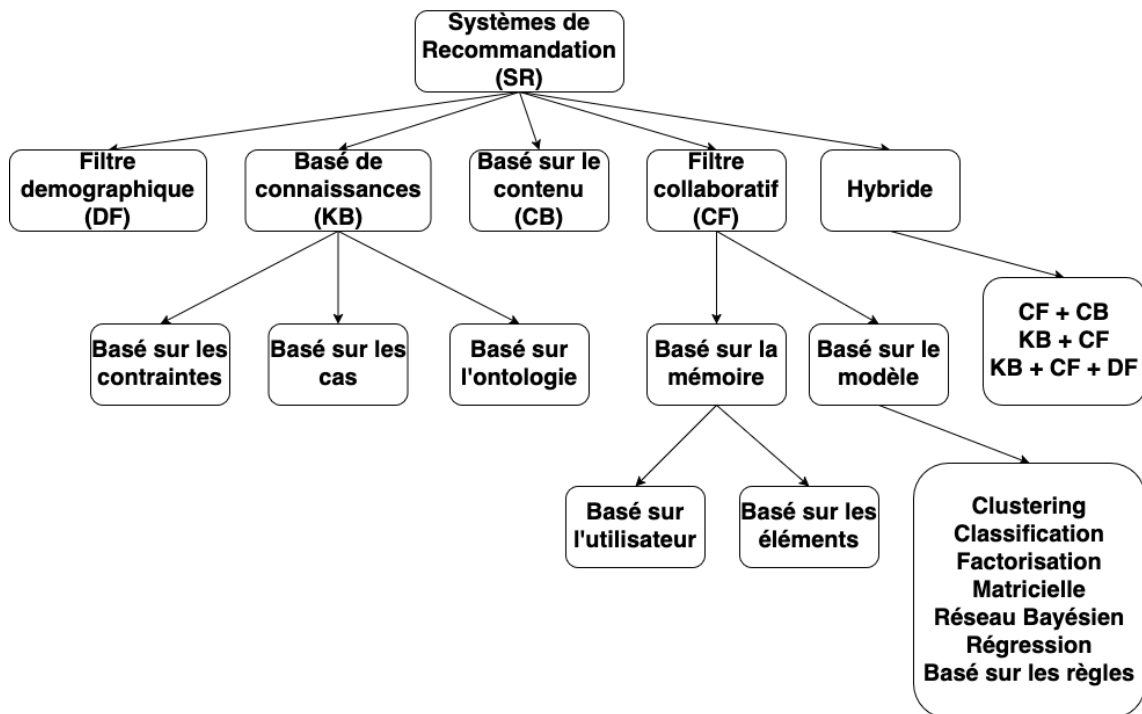 Systèmes de
Recommandation
(SR)
Filtre
demographique
(DF)
Basé de
connaissances
(KB)
Basé sur le
contenu
(CB)
Filtre
collaboratif
(CF)
Hybride
Basé sur les
contraintes
Basé sur les
cas
Basé sur
l'ontologie
Basé sur la
mémoire
Basé sur le
modèle
CF + CB
KB + CF
KB + CF + DF
Basé sur
l'utilisateur
Basé sur les
éléments
Clustering
Classification
Factorisation
Matricielle
Réseau Bayésien
Régression
Basé sur les règles